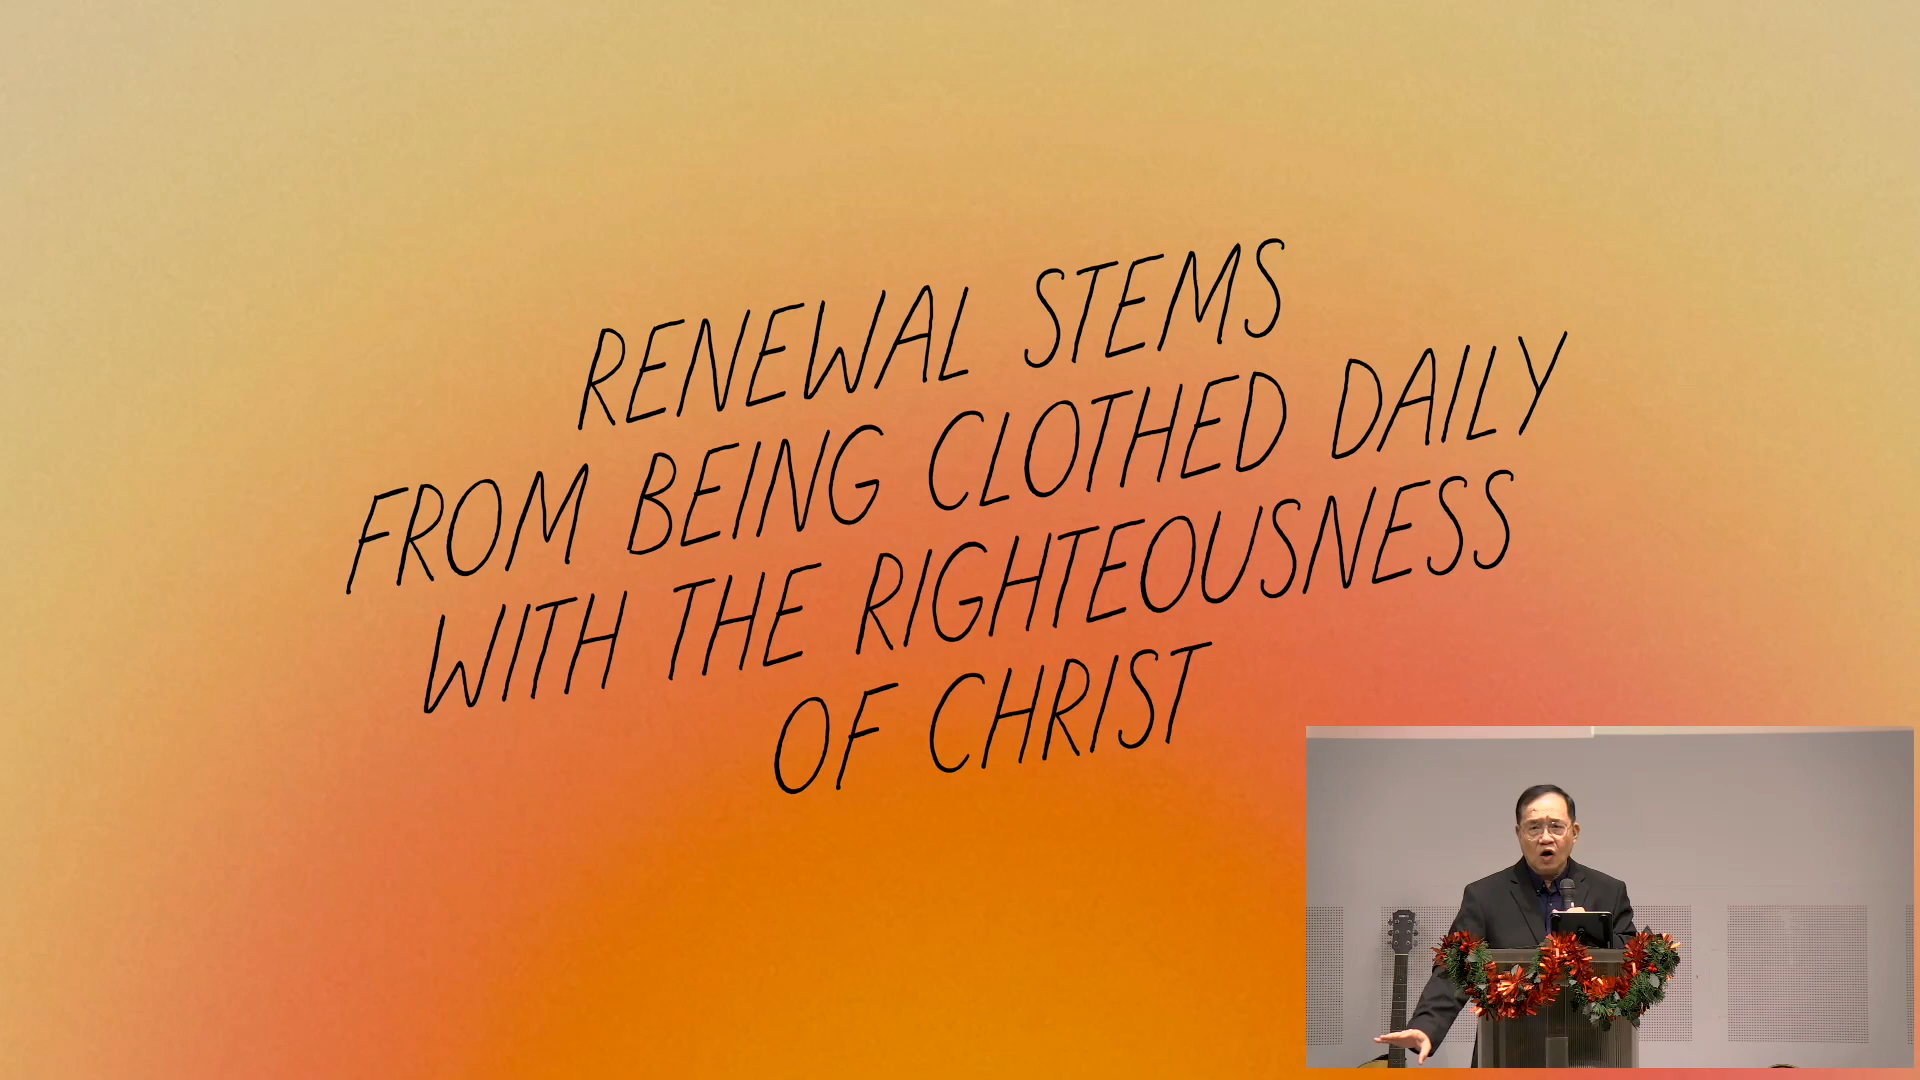 RENEWAL STEMS
FROM BEING CLOTHED DAILY
WITH THE RIGHTEOUSNESS
OF CHRIST